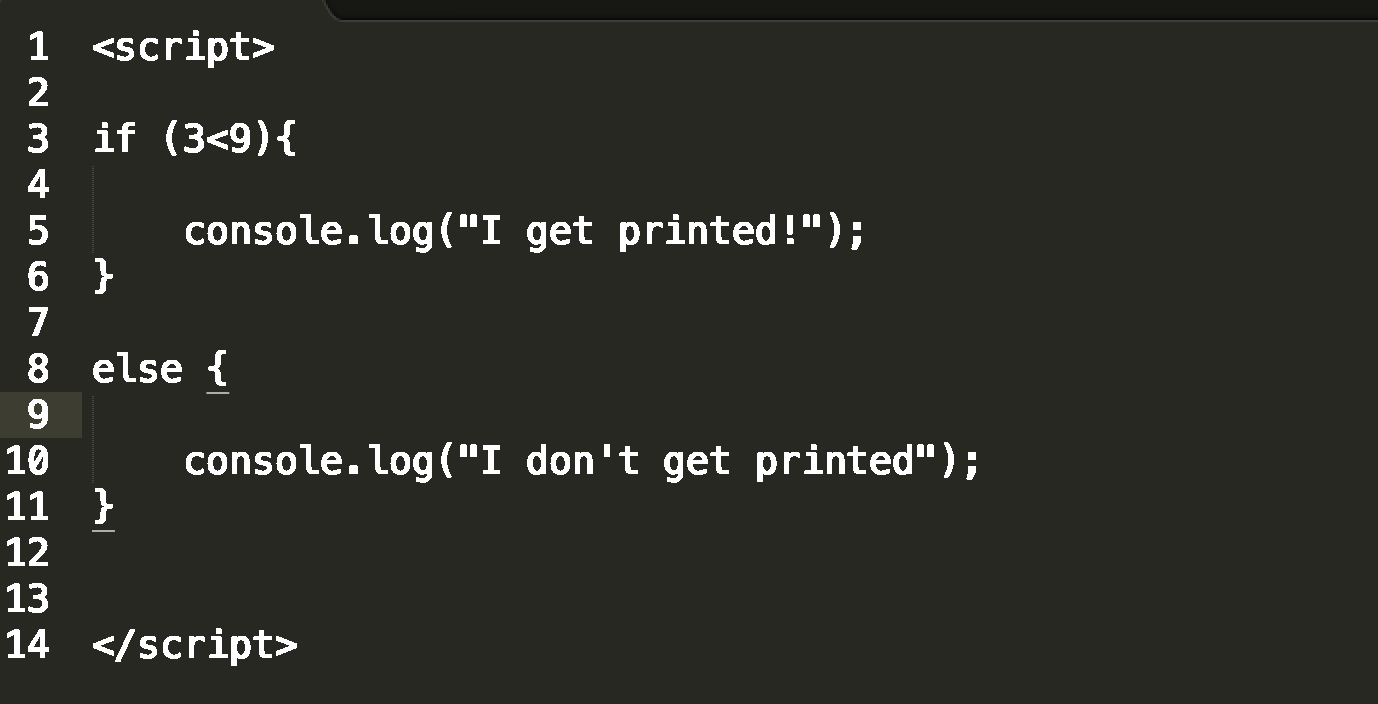 1 <script>
2
3 if (3<9){
4
5     console.log("I get printed!");
6 }
7
8 else {
9
10     console.log("I don't get printed");
11 }
12
13
14 </script>